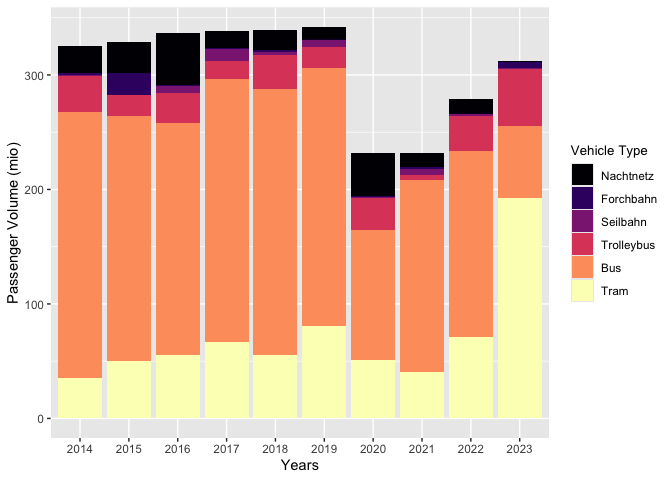 Passenger Volume (mio)
300
200
100
0
2014 2015 2016 2017 2018 2019 2020 2021 2022 2023
Years
Vehicle Type
Nachtnetz
Forchbahn
Seilbahn
Trolleybus
Bus
Tram